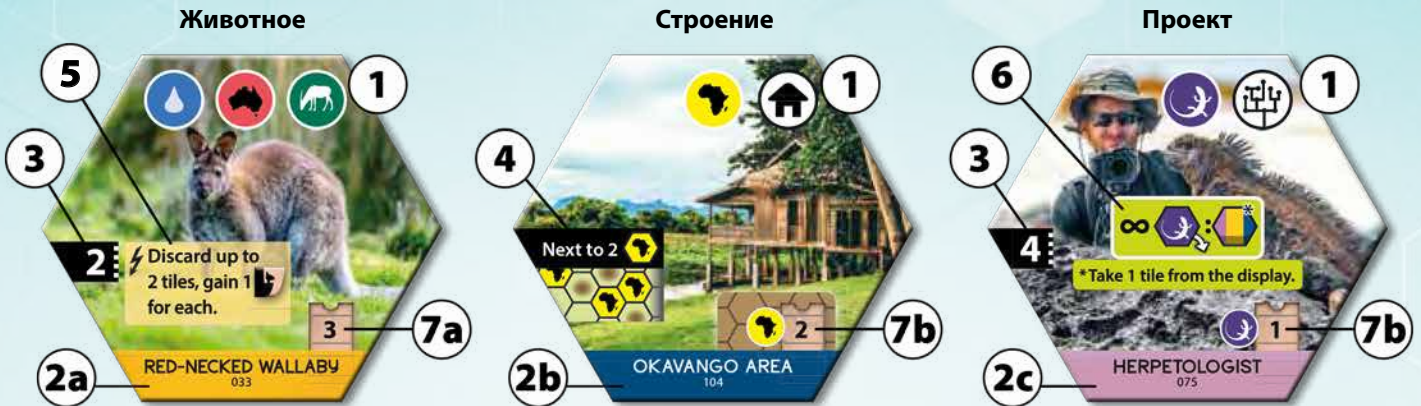 Животное
Строение
Проект
5
1
3
2
Discard up to
2 tiles, gain 1
for each.
3
7a
2a
RED-NECKED WALLABY
033
1
4
Next to 2
2
7b
2b
OKAVANGO AREA
104
6
1
3
4
∞ : *
*Take 1 tile from the display.
1
7b
2c
HERPETOLOGIST
075